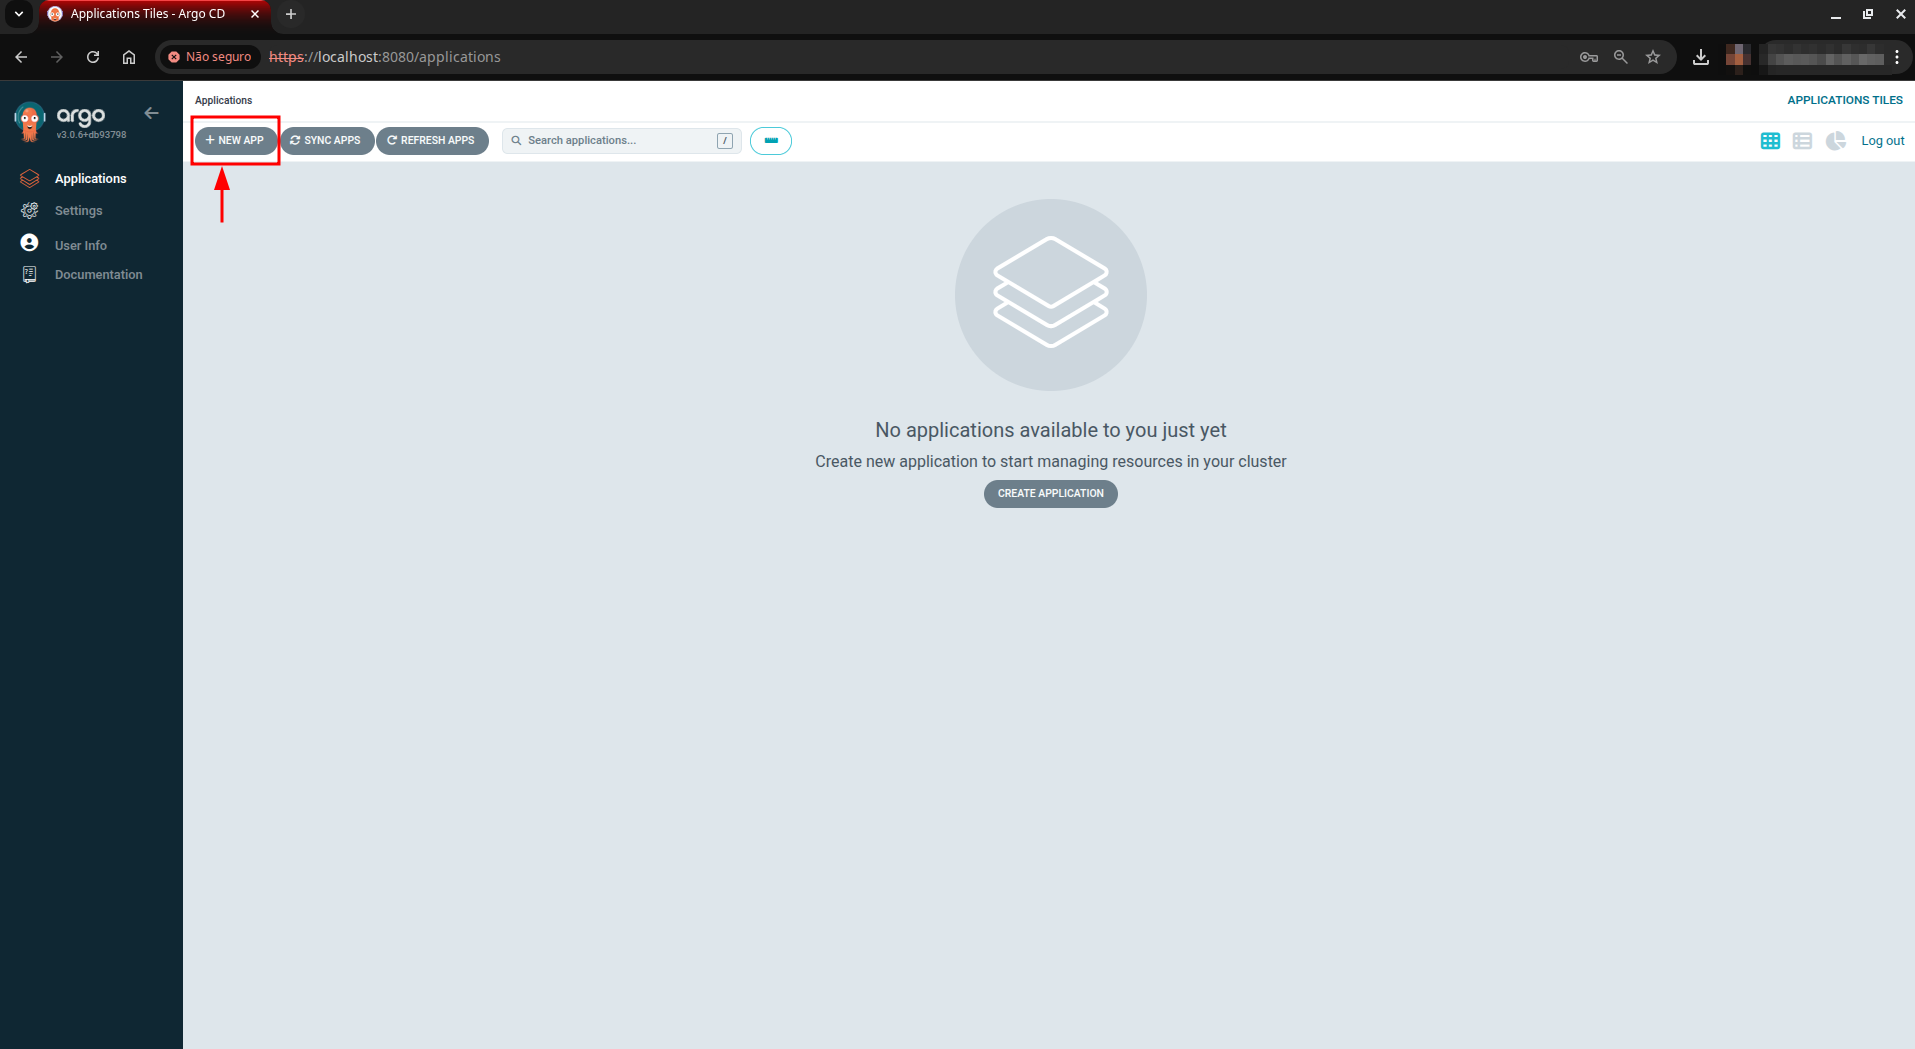 Applications Tiles - Argo CD
Não seguro https://localhost:8080/applications
argo
v3.0.6+db93798
Applications
Settings
User Info
Documentation
Applications
APPLICATIONS TILES
NEW APP SYNC APPS REFRESH APPS Search applications... / Log out
No applications available to you just yet
Create new application to start managing resources in your cluster
CREATE APPLICATION